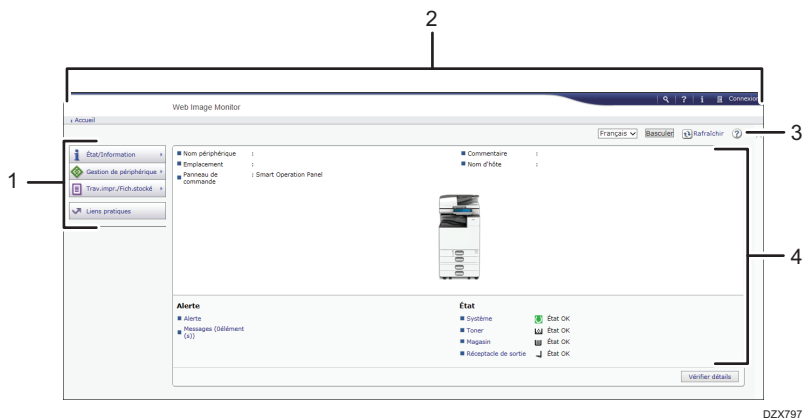 2
Connexion
Web Image Monitor
Accueil
Français Basculer Rafraîchir ? 3
1
État/Information
Gestion de périphérique
Trav.impr./Fich.stocké
Liens pratiques
Nom périphérique :
Emplacement :
Panneau de commande : Smart Operation Panel
Commentaire :
Nom d'hôte :
4
Alerte
Alerte
Messages (0élément
(s))
État
Système État OK
Toner État OK
Magasin État OK
Réceptacle de sortie État OK
Vérifier détails
DZX797